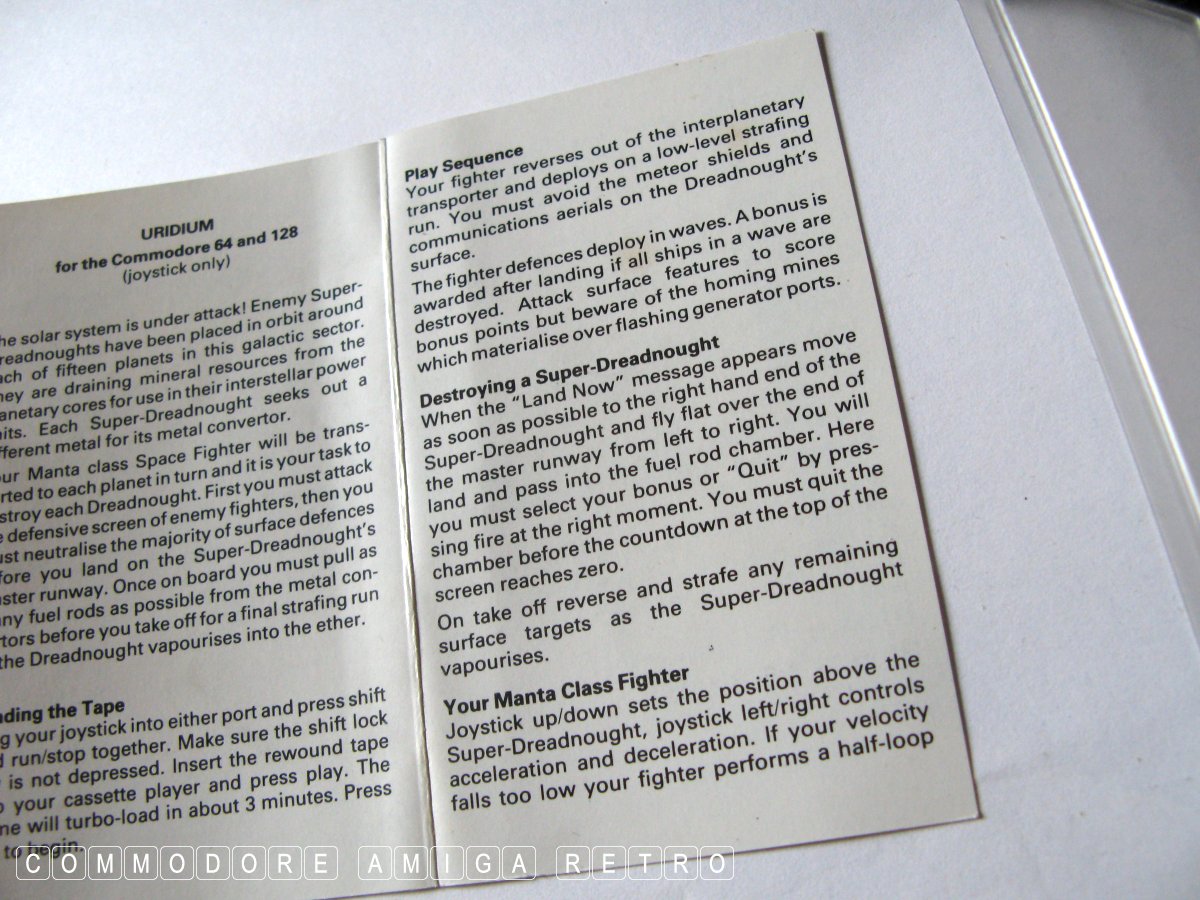 URIDIUM
for the Commodore 64 and 128
(joystick only)
he solar system is under attack! Enemy Super-
readnoughts have been placed in orbit around
ach of fifteen planets in this galactic sector.
hey are draining mineral resources from the
anetary cores for use in their interstellar power
nits. Each Super-Dreadnought seeks out a
fferent metal for its metal convertor.
ur Manta class Space Fighter will be trans-
rted to each planet in turn and it is your task to
stroy each Dreadnought. First you must attack
e defensive screen of enemy fighters, then you
ust neutralise the majority of surface defences
fore you land on the Super-Dreadnought's
aster runway. Once on board you must pull as
any fuel rods as possible from the metal con-
rtors before you take off for a final strafing run
the Dreadnought vapourises into the ether.
ading the Tape
g your joystick into either port and press shift
d run/stop together. Make sure the shift lock
is not depressed. Insert the rewound tape
o your cassette player and press play. The
ne will turbo-load in about 3 minutes. Press
to begin.
Play Sequence
Your fighter reverses out of the interplanetary
transporter and deploys on a low-level strafing
run. You must avoid the meteor shields and
communications aerials on the Dreadnought's
surface.
The fighter defences deploy in waves. A bonus is
awarded after landing if all ships in a wave are
destroyed. Attack surface features to score
bonus points but beware of the homing mines
which materialise over flashing generator ports.
Destroying a Super-Dreadnought
When the "Land Now" message appears move
as soon as possible to the right hand end of the
Super-Dreadnought and fly flat over the end of
the master runway from left to right. You will
land and pass into the fuel rod chamber. Here
you must select your bonus or "Quit" by pres-
sing fire at the right moment. You must quit the
chamber before the countdown at the top of the
screen reaches zero.
On take off reverse and strafe any remaining
surface targets as the Super-Dreadnought
vapourises.
Your Manta Class Fighter
Joystick up/down sets the position above the
Super-Dreadnought, joystick left/right controls
acceleration and deceleration. If your velocity
falls too low your fighter performs a half-loop
COMMODORE AMIGA RETRO